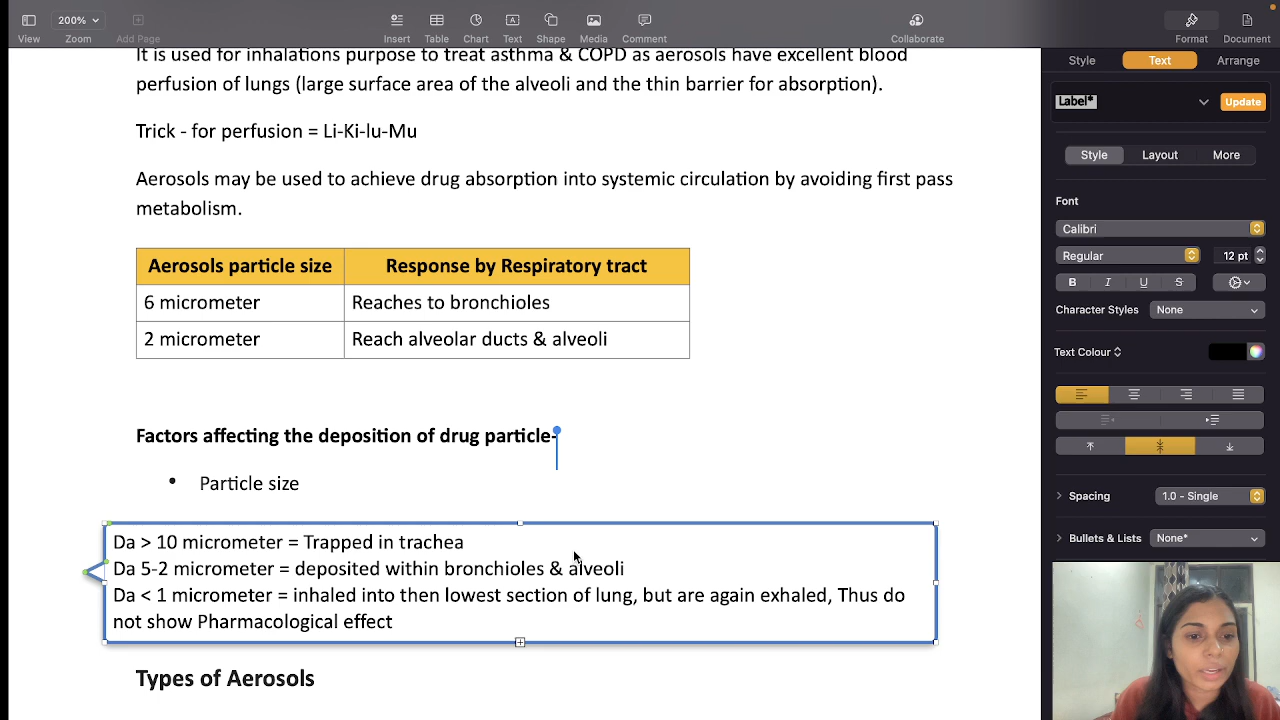 200%
View
Zoom
Add Page
Insert
Table
Chart
Text
Shape
Media
Comment
Collaborate
Format
Document
It is used for inhalations purpose to treat asthma & COPD as aerosols have excellent blood
perfusion of lungs (large surface area of the alveoli and the thin barrier for absorption).
Trick - for perfusion = Li-Ki-lu-Mu
Aerosols may be used to achieve drug absorption into systemic circulation by avoiding first pass
metabolism.
Aerosols particle size Response by Respiratory tract
6 micrometer Reaches to bronchioles
2 micrometer Reach alveolar ducts & alveoli
Factors affecting the deposition of drug particle-
• Particle size
Da > 10 micrometer = Trapped in trachea
Da 5-2 micrometer = deposited within bronchioles & alveoli
Da < 1 micrometer = inhaled into then lowest section of lung, but are again exhaled, Thus do
not show Pharmacological effect
Types of Aerosols
Style Text Arrange
Label* Update
Style Layout More
Font
Calibri
Regular 12 pt
B I U S
Character Styles None
Text Colour
Spacing 1.0 - Single
Bullets & Lists None*